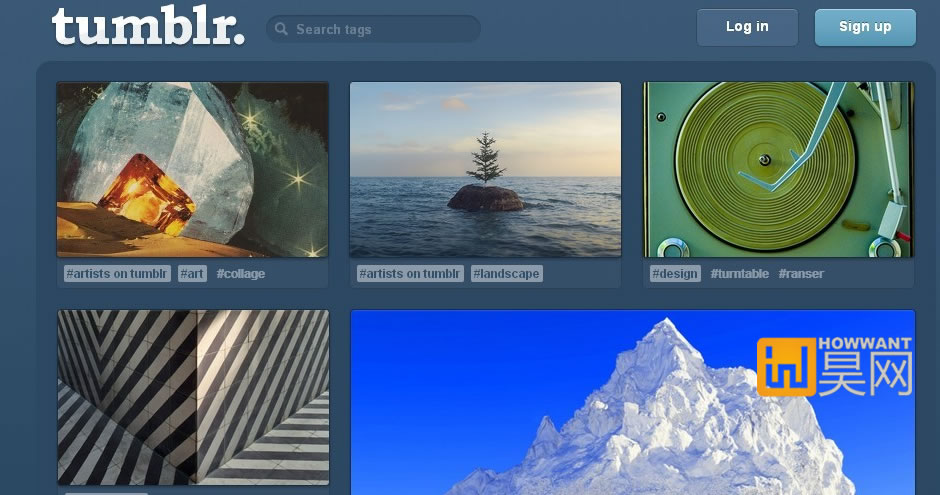 tumblr.
Search tags
Log in
Sign up
#artists on tumblr #art #collage
#artists on tumblr #landscape
#design #turntable #ranser
HOWWANT
昊网